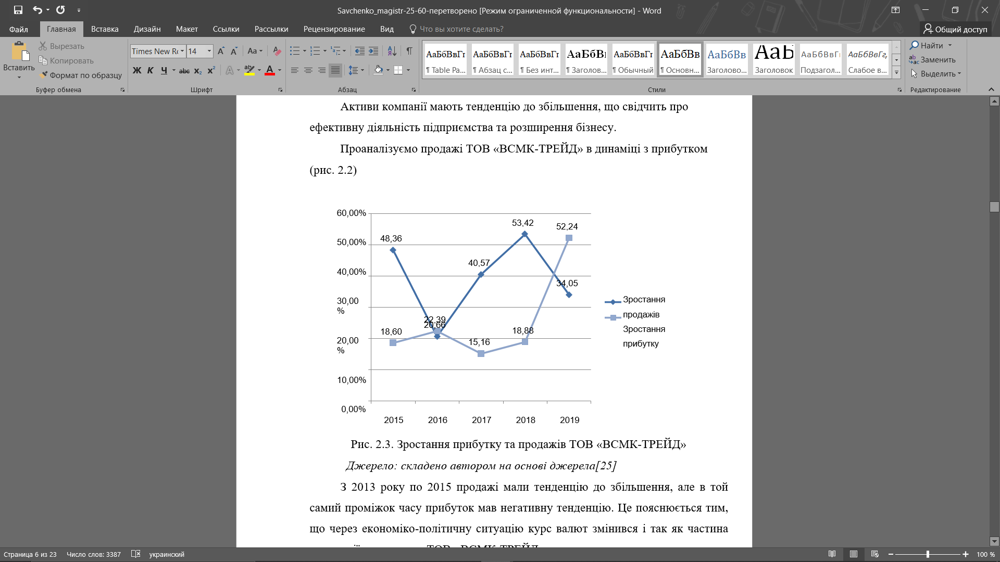 Savchenko_magistr-25-60-перетворено [Режим ограниченной функциональности] - Word
Файл Главная Вставка Дизайн Макет Ссылки Рассылки Рецензирование Вид Что вы хотите сделать? Общий доступ
Вставить
Вырезать
Копировать
Формат по образцу
Буфер обмена
Times New Rc 14
Aa
Ж К Ч abc x₂ x²
Шрифт
Абзац
АаБбВвГг АаБбВвГг АаБбВвГг АаБбВ АаБбВвГг АаБбВв АаБбВв АаБ АаБбВвГг АаБбВвГг,
¶ Table Pa... ¶ Абзац с... ¶ Без инт... ¶ Заголов... ¶ Обычный ¶ Основн... Заголово... Заголовок Подзагол... Слабое в...
Стили
Найти
Заменить
Выделить
Редактирование
Активи компанії мають тенденцію до збільшення, що свідчить про
ефективну діяльність підприємства та розширення бізнесу.
Проаналізуємо продажі ТОВ «ВСМК-ТРЕЙД» в динаміці з прибутком
(рис. 2.2)
60,00%
50,00%
40,00%
30,00
%
20,00
%
10,00%
0,00%
48,36
20,66
40,57
53,42
34,05
18,60
22,39
15,16
18,88
52,24
2015 2016 2017 2018 2019
Зростання
продажів
Зростання
прибутку
Рис. 2.3. Зростання прибутку та продажів ТОВ «ВСМК-ТРЕЙД»
Джерело: складено автором на основі джерела[25]
З 2013 року по 2015 продажі мали тенденцію до збільшення, але в той
самий проміжок часу прибуток мав негативну тенденцію. Це пояснюється тим,
що через економіко-політичну ситуацію курс валют змінився і так як частина
Страница 6 из 23 Число слов: 3387 украинский 100 %